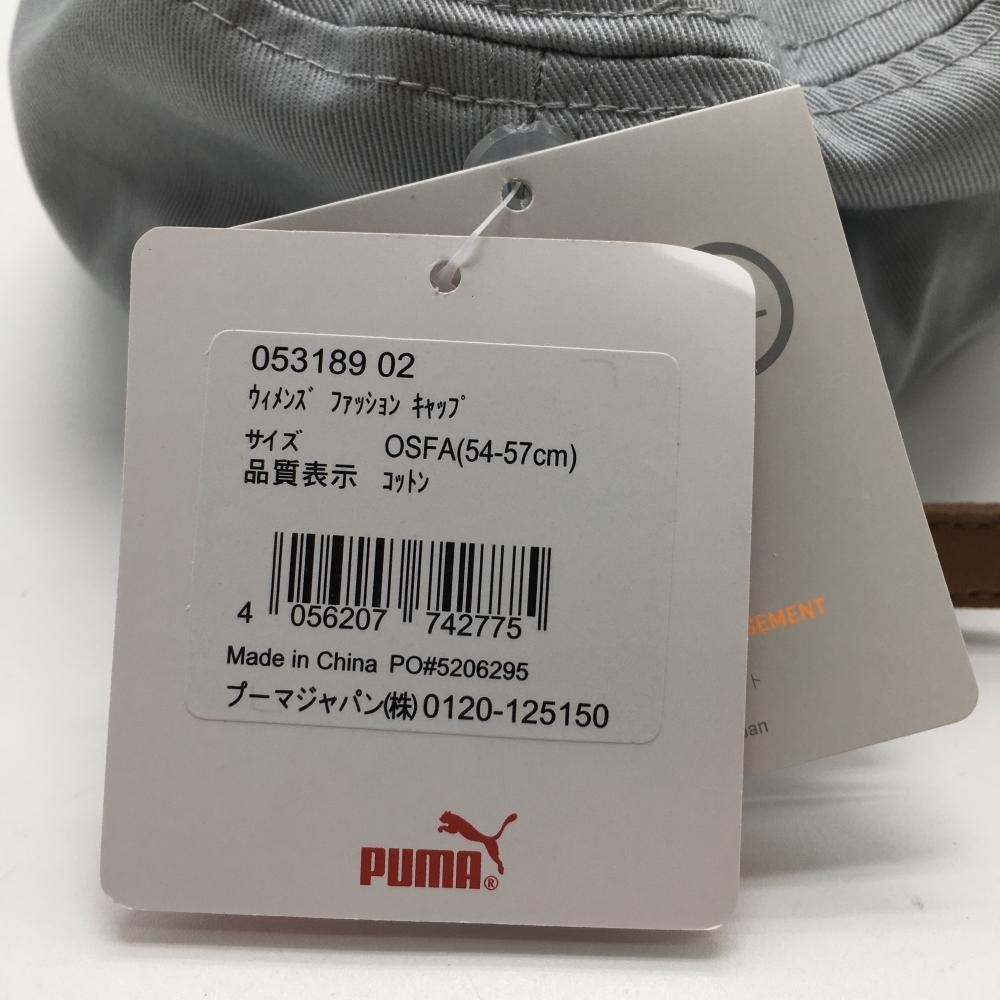 053189 02
ｳｨﾒﾝｽﾞ ﾌｧｯｼｮﾝ ｷｬｯﾌﾟ
サイズ OSFA(54-57cm)
品質表示 ｺｯﾄﾝ
4 056207 742775
Made in China PO#5206295
プーマジャパン(株)0120-125150
PUMA®